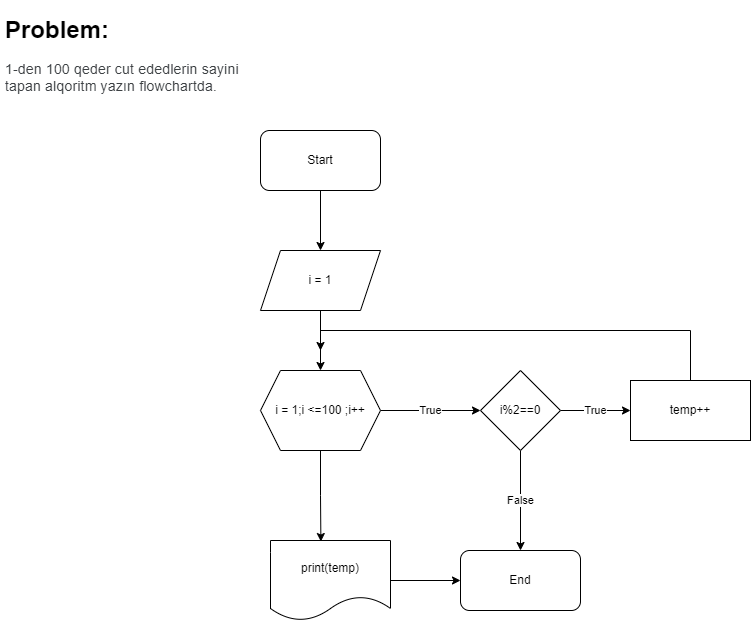 Problem:
1-den 100 qeder cut ededlerin sayini
tapan alqoritm yazın flowchartda.
Start
i = 1
i = 1;i <=100 ;i++
True
i%2==0
True
temp++
False
print(temp)
End